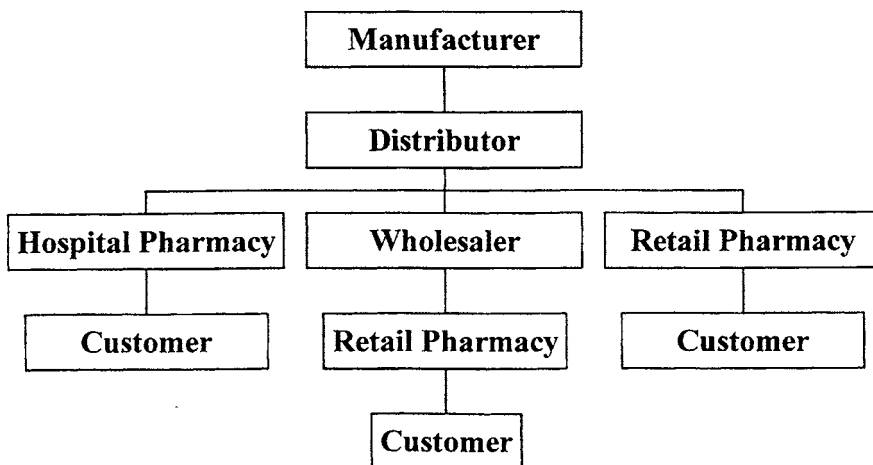 Manufacturer
Distributor
Hospital Pharmacy
Wholesaler
Retail Pharmacy
Customer
Retail Pharmacy
Customer
Customer